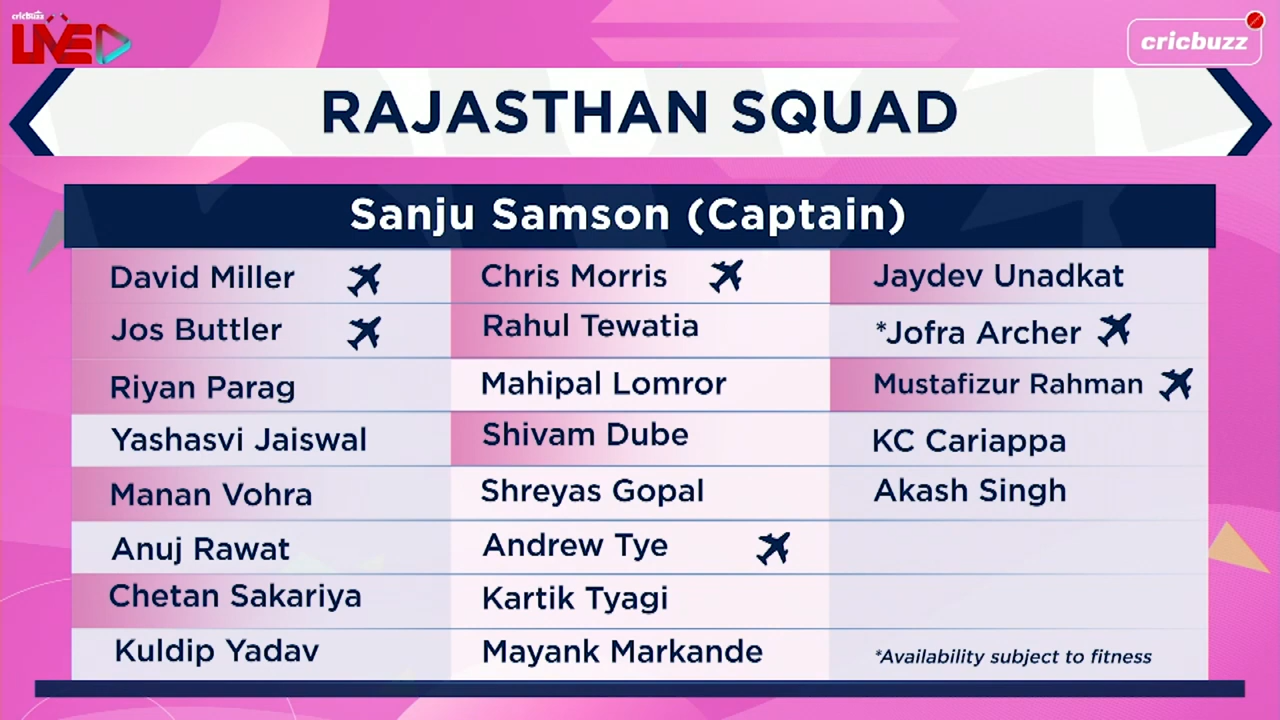 cricbuzz
LIVE
cricbuzz
RAJASTHAN SQUAD
Sanju Samson (Captain)
David Miller
Chris Morris
Jaydev Unadkat
Jos Buttler
Rahul Tewatia
*Jofra Archer
Riyan Parag
Mahipal Lomror
Mustafizur Rahman
Yashasvi Jaiswal
Shivam Dube
KC Cariappa
Manan Vohra
Shreyas Gopal
Akash Singh
Anuj Rawat
Andrew Tye
Chetan Sakariya
Kartik Tyagi
Kuldip Yadav
Mayank Markande
*Availability subject to fitness